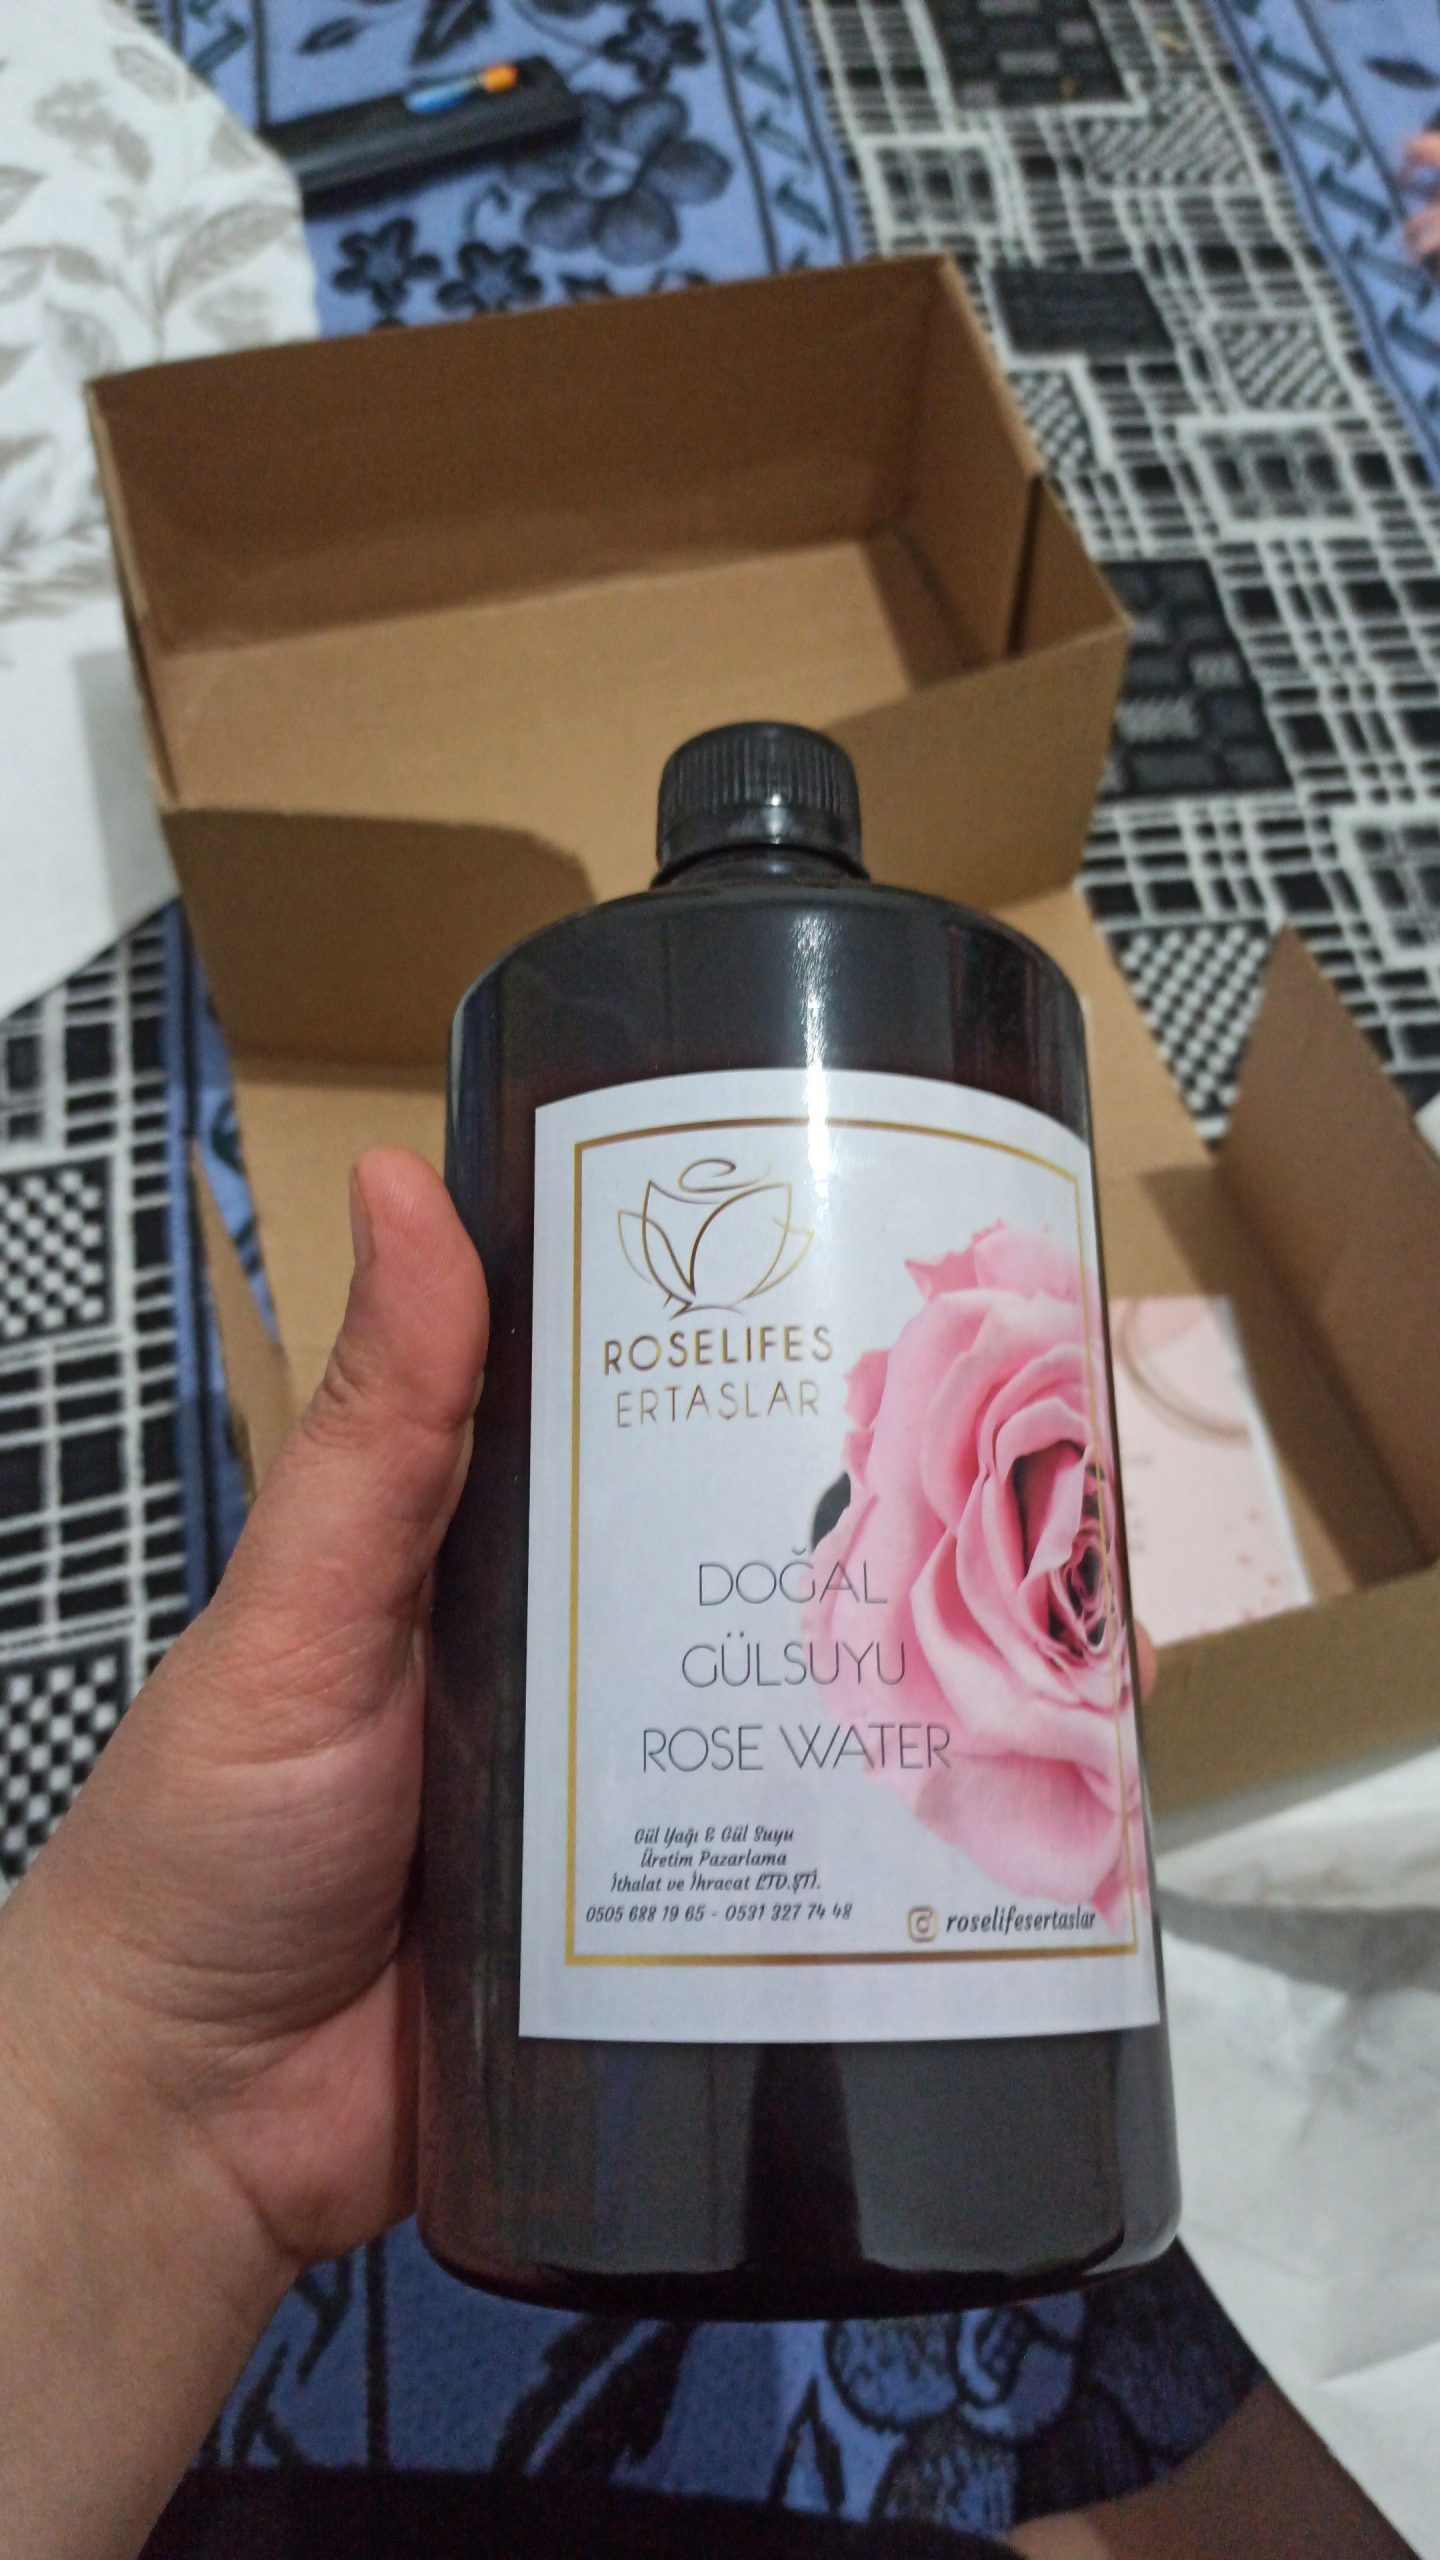 ROSELIFES
ERTAŞLAR
DOĞAL
GÜLSUYU
ROSE WATER
Gül Yağı & Gül Suyu
Üretim Pazarlama
İthalat ve İhracat LTD.ŞTİ.
0505 688 19 65 - 0531 327 74 48
roselifesertaslar